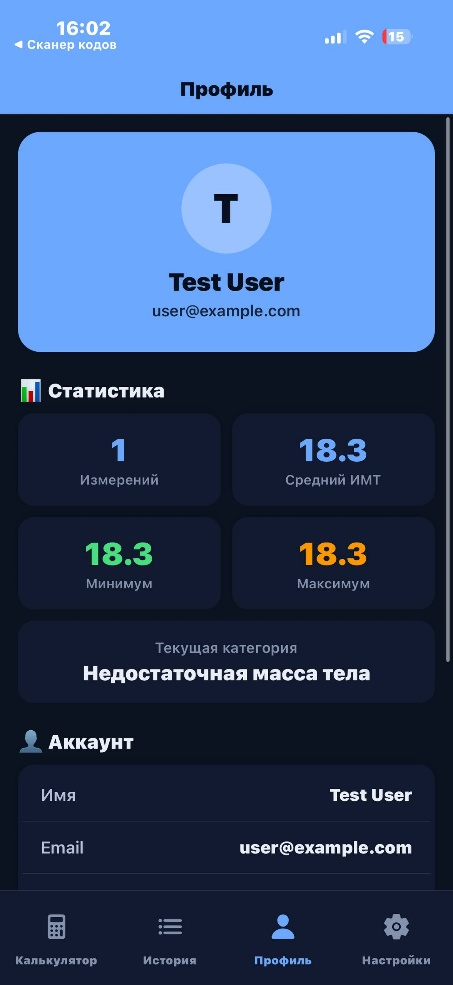 16:02
◀ Сканер кодов
15
Профиль
T
Test User
user@example.com
📊 Статистика
1
Измерений
18.3
Средний ИМТ
18.3
Минимум
18.3
Максимум
Текущая категория
Недостаточная масса тела
👤 Аккаунт
Имя
Test User
Email
user@example.com
Калькулятор
История
Профиль
Настройки